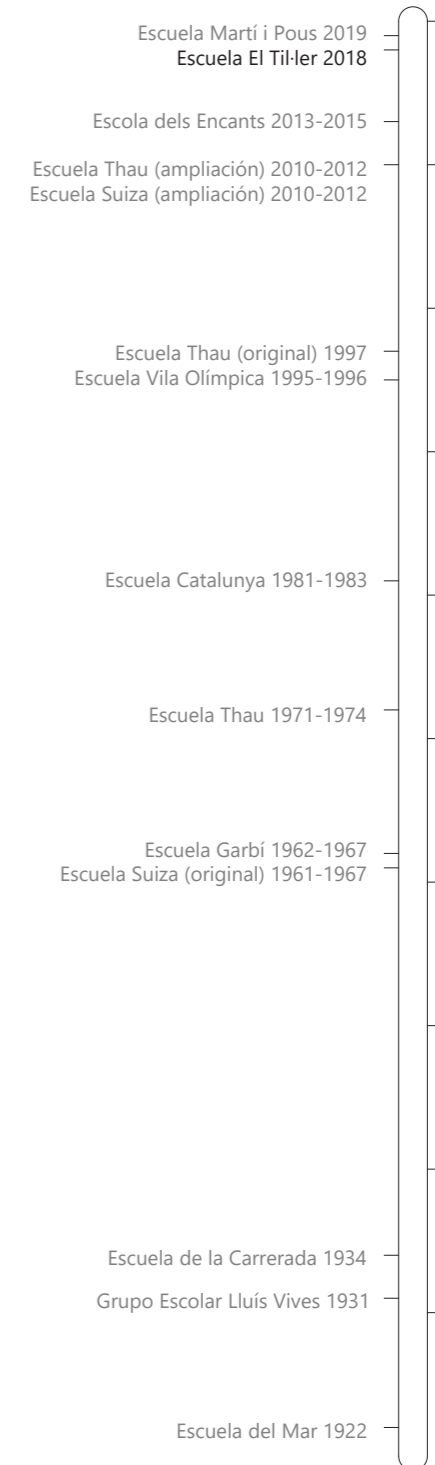 Escuela Martí i Pous 2019
Escuela El Til·ler 2018
Escola dels Encants 2013-2015
Escuela Thau (ampliación) 2010-2012
Escuela Suiza (ampliación) 2010-2012
Escuela Thau (original) 1997
Escuela Vila Olímpica 1995-1996
Escuela Catalunya 1981-1983
Escuela Thau 1971-1974
Escuela Garbí 1962-1967
Escuela Suiza (original) 1961-1967
Escuela de la Carrerada 1934
Grupo Escolar Lluís Vives 1931
Escuela del Mar 1922